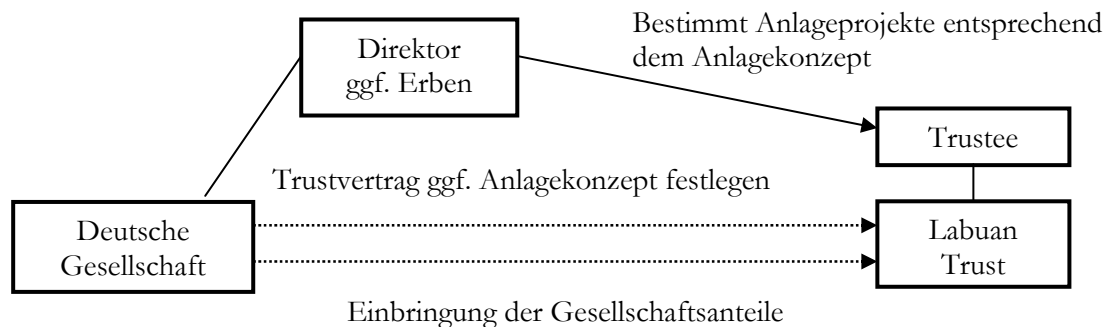 Bestimmt Anlageprojekte entsprechend
dem Anlagekonzept
Direktor
ggf. Erben
Trustee
Trustvertrag ggf. Anlagekonzept festlegen
Deutsche
Gesellschaft
Labuan
Trust
Einbringung der Gesellschaftsanteile